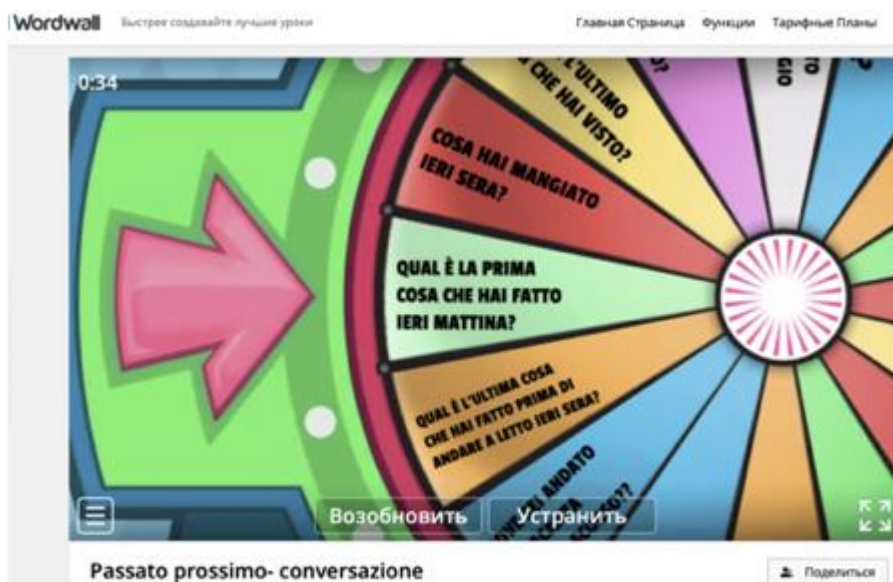 Wordwall Быстрее создавайте лучшие уроки Главная Страница Функции Тарифные Планы
0:34
L'ULTIMO
CHE HAI VISTO?
COSA HAI MANGIATO
IERI SERA?
QUAL È LA PRIMA
COSA CHE HAI FATTO
IERI MATTINA?
QUAL È L'ULTIMA COSA
CHE HAI FATTO PRIMA DI
ANDARE A LETTO IERI SERA?
ANDATO
Возобновить Устранить
Passato prossimo- conversazione
Поделиться